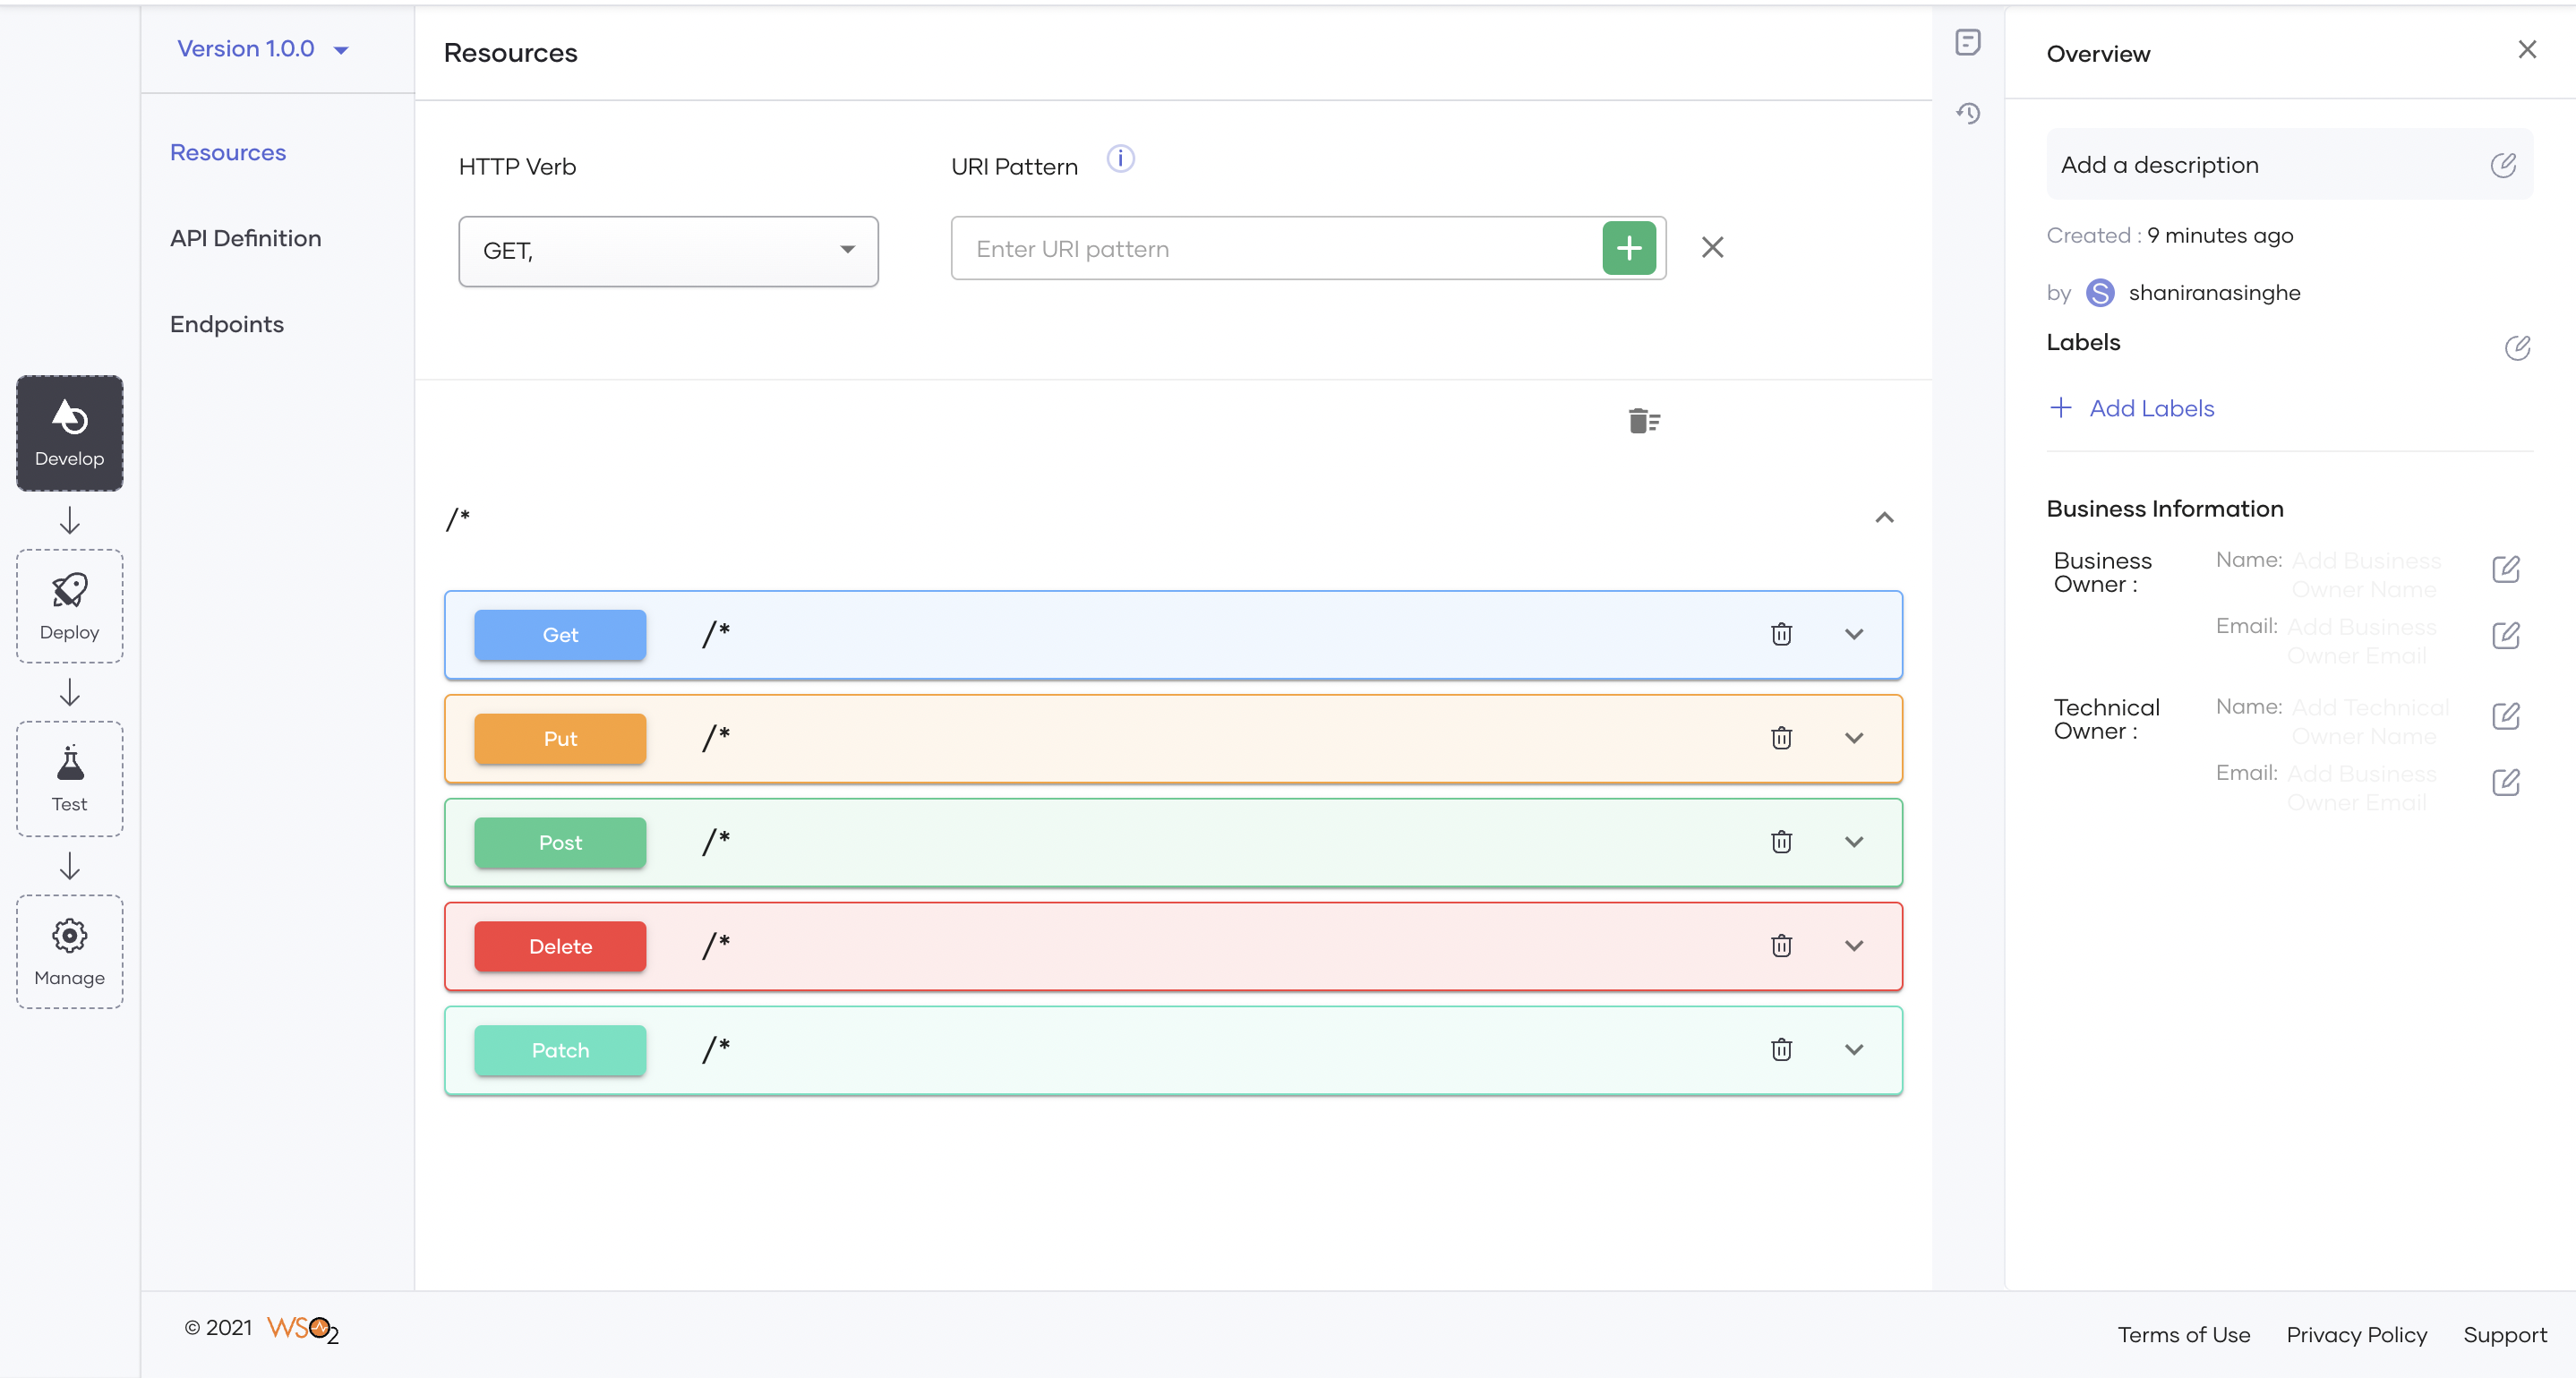 Version 1.0.0
Resources
API Definition
Endpoints
Develop
Deploy
Test
Manage
Resources
HTTP Verb
URI Pattern
i
GET,
Enter URI pattern
/*
Get /*
Put /*
Post /*
Delete /*
Patch /*
Overview
Add a description
Created : 9 minutes ago
by S shaniranasinghe
Labels
Add Labels
Business Information
Business
Owner :
Name: Add Business
Owner Name
Email: Add Business
Owner Email
Technical
Owner :
Name: Add Technical
Owner Name
Email: Add Business
Owner Email
© 2021 WSO2
Terms of Use Privacy Policy Support